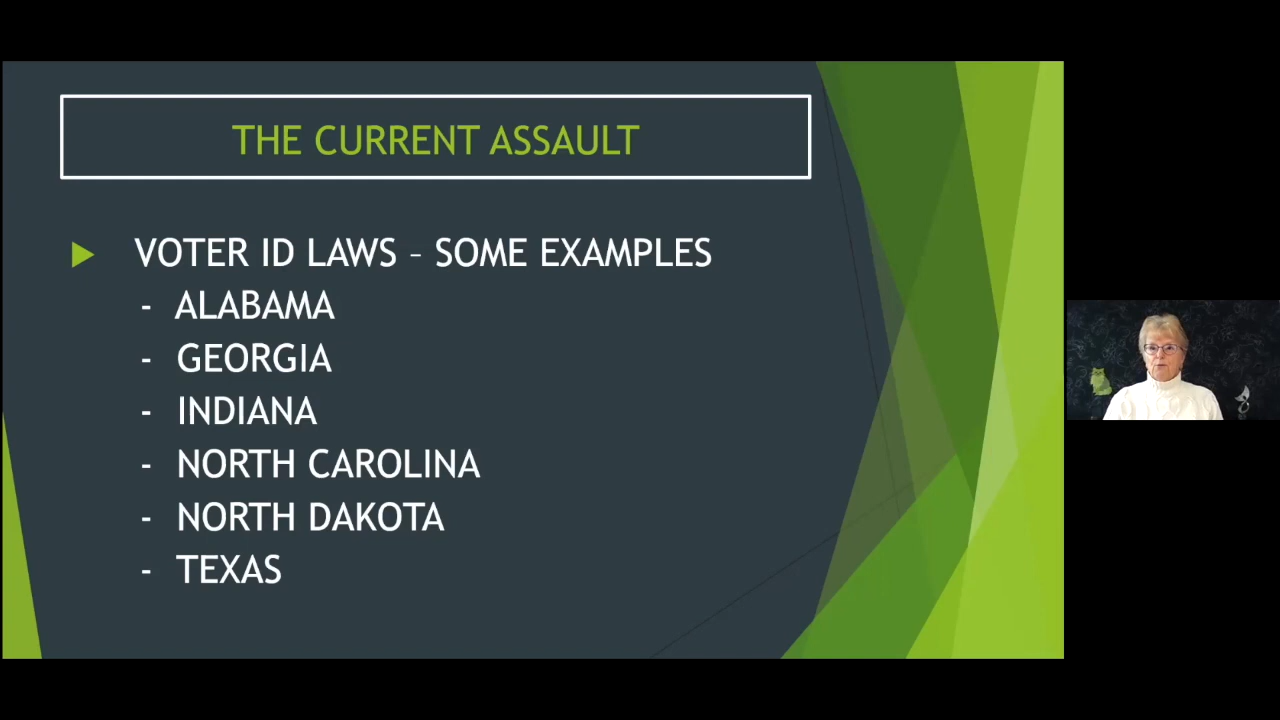 THE CURRENT ASSAULT
VOTER ID LAWS – SOME EXAMPLES
- ALABAMA
- GEORGIA
- INDIANA
- NORTH CAROLINA
- NORTH DAKOTA
- TEXAS